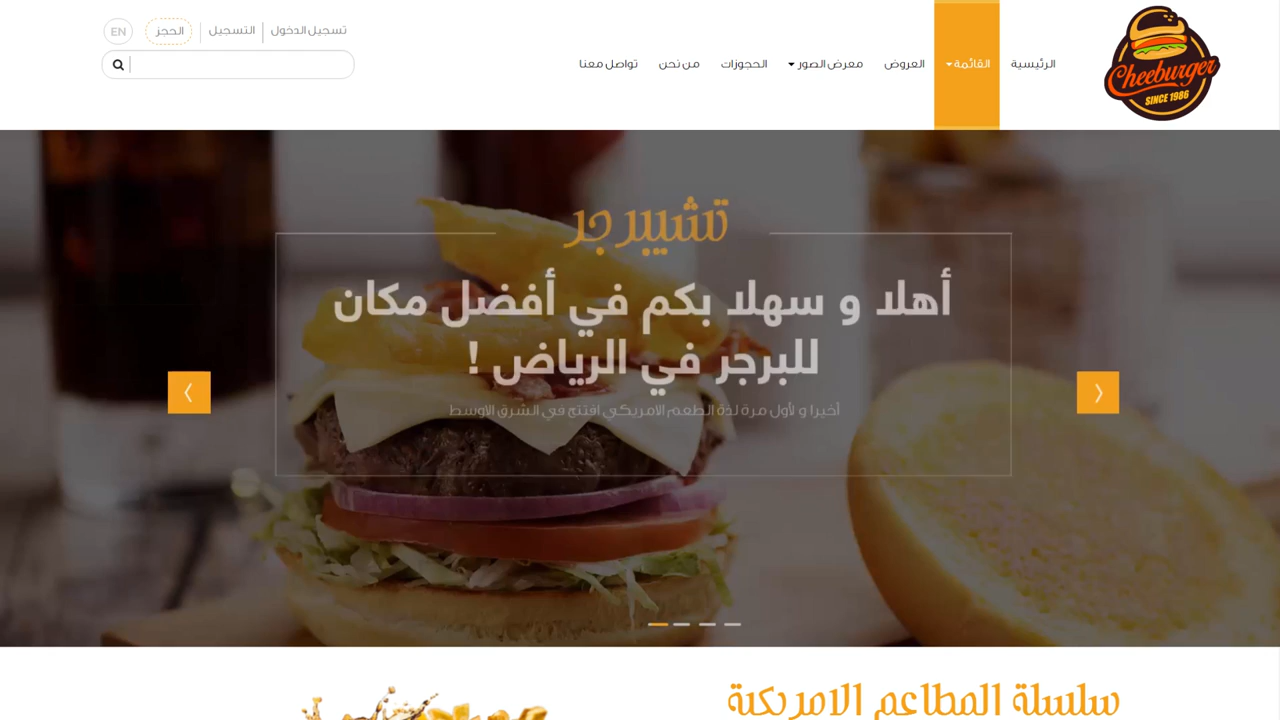 تسجيل الدخول
التسجيل
الحجز
EN
Cheeburger
SINCE 1986
الرئيسية
القائمة
العروض
معرض الصور
الحجوزات
من نحن
تواصل معنا
تشييرجر
أهلا و سهلا بكم في أفضل مكان
للبرجر في الرياض !
أخيرا و لأول مرة لذة الطعم الامريكي افتتح في الشرق الاوسط
سلسلة المطاعم الامريكية